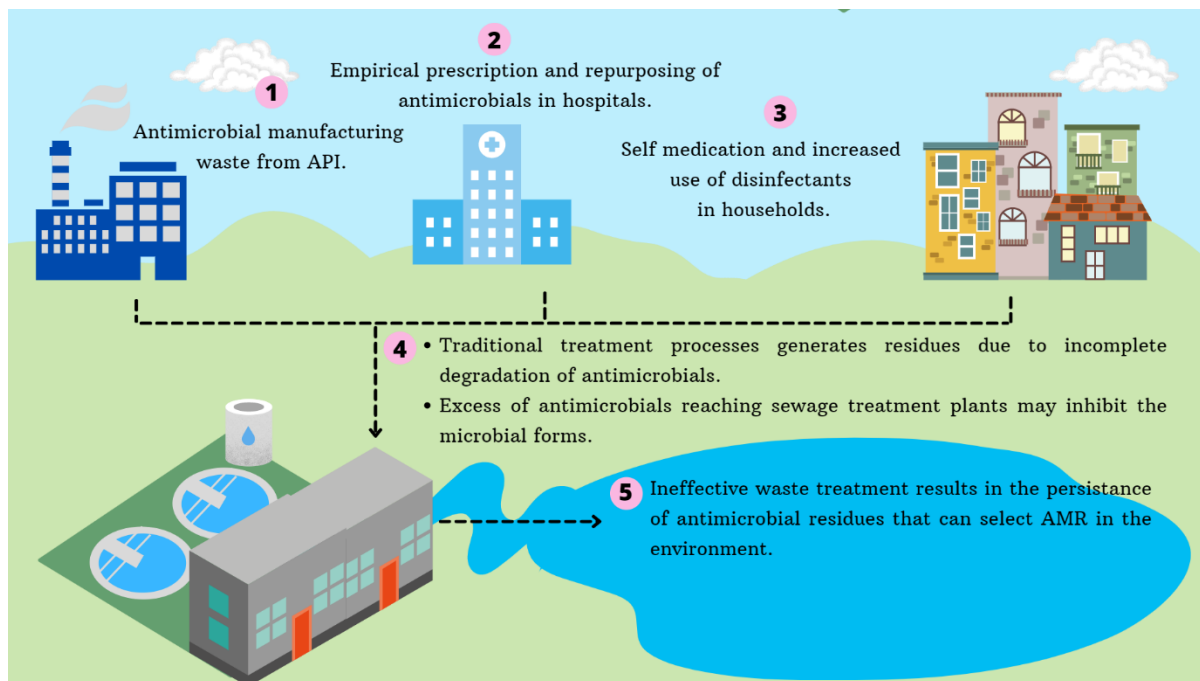 1
Antimicrobial manufacturing
waste from API.
2
Empirical prescription and repurposing of
antimicrobials in hospitals.
3
Self medication and increased
use of disinfectants
in households.
4
• Traditional treatment processes generates residues due to incomplete
degradation of antimicrobials.
• Excess of antimicrobials reaching sewage treatment plants may inhibit the
microbial forms.
5
Ineffective waste treatment results in the persistance
of antimicrobial residues that can select AMR in the
environment.